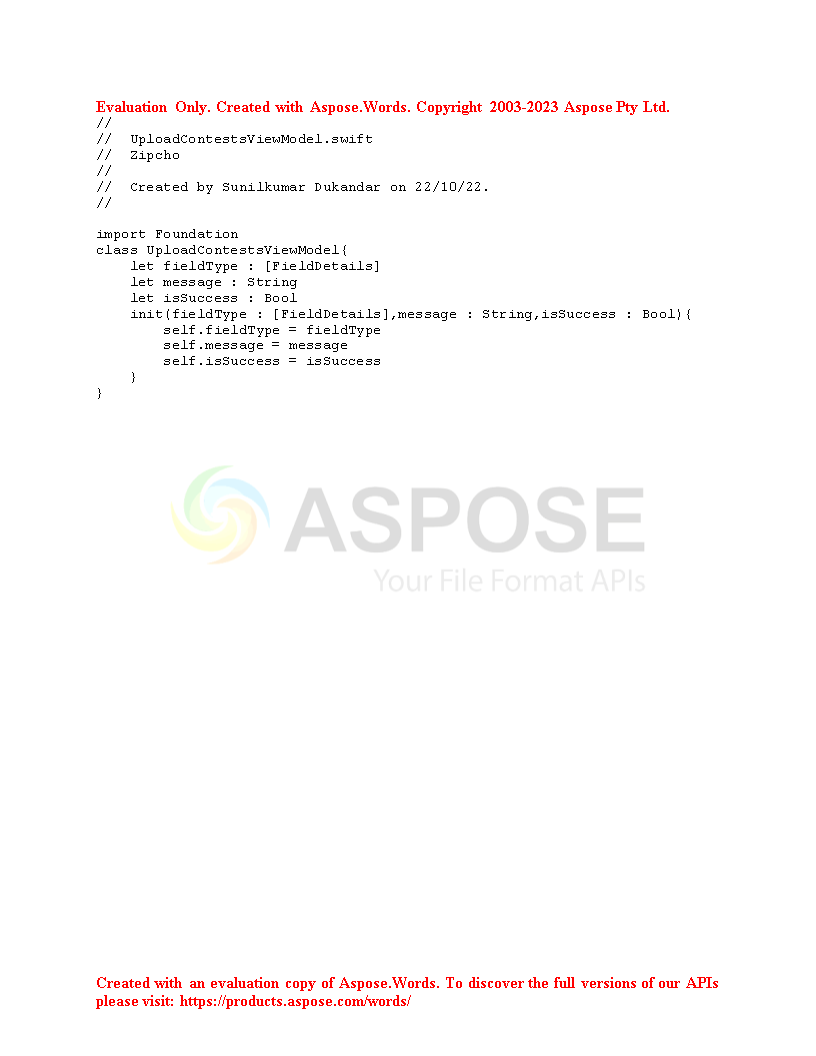 Evaluation Only. Created with Aspose.Words. Copyright 2003-2023 Aspose Pty Ltd.
//
//  UploadContestsViewModel.swift
//  Zipcho
//
//  Created by Sunilkumar Dukandar on 22/10/22.
//

import Foundation
class UploadContestsViewModel{
    let fieldType : [FieldDetails]
    let message : String
    let isSuccess : Bool
    init(fieldType : [FieldDetails],message : String,isSuccess : Bool){
        self.fieldType = fieldType
        self.message = message
        self.isSuccess = isSuccess
    }
}
ASPOSE
Your File Format APIs
Created with an evaluation copy of Aspose.Words. To discover the full versions of our APIs
please visit: https://products.aspose.com/words/